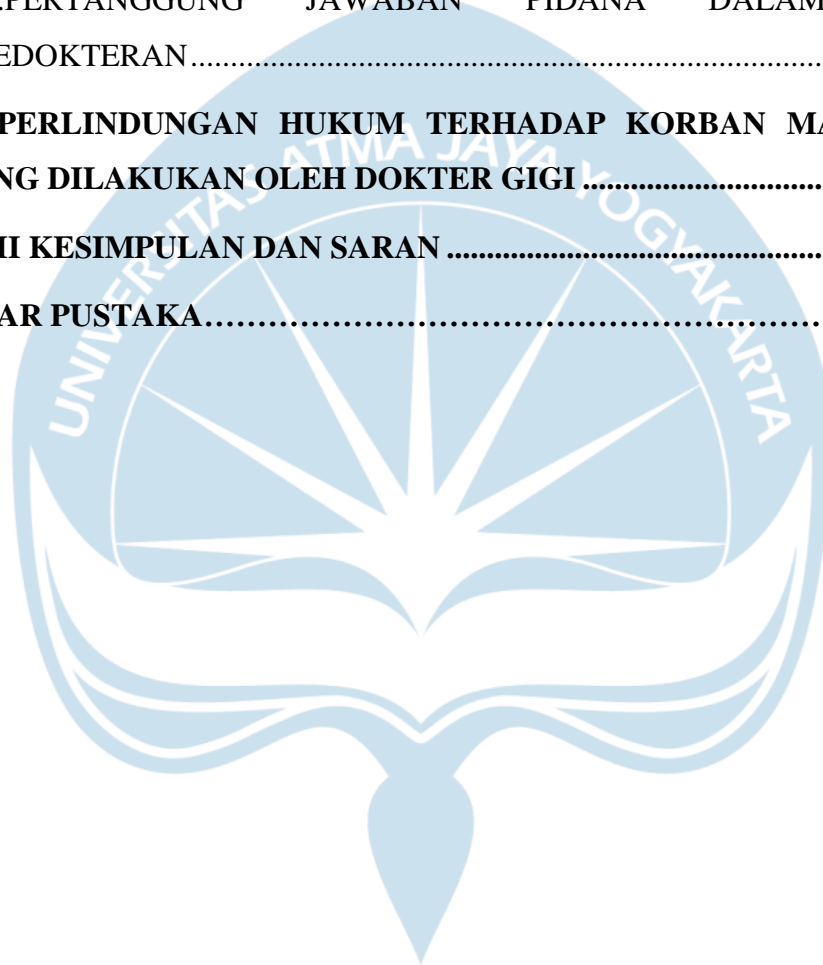 .PERTANGGUNG JAWABAN PIDANA DALAM
EDOKTERAN....................................................................................
PERLINDUNGAN HUKUM TERHADAP KORBAN MA
NG DILAKUKAN OLEH DOKTER GIGI ................................
II KESIMPULAN DAN SARAN .................................................
AR PUSTAKA……………………………………………………
UNIVERSITAS ATMA JAYA YOGYAKARTA